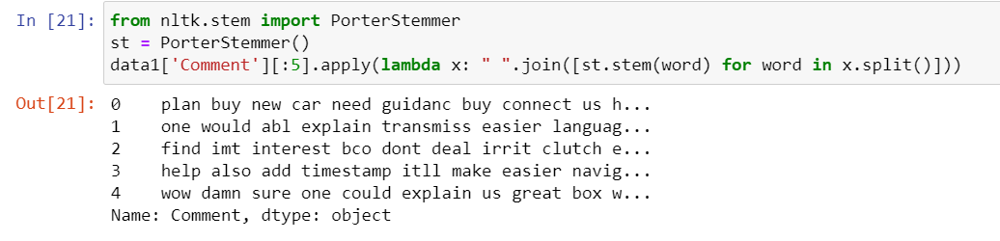 In [21]: from nltk.stem import PorterStemmer
st = PorterStemmer()
data1['Comment'][:5].apply(lambda x: " ".join([st.stem(word) for word in x.split()]))
Out[21]: 0    plan buy new car need guidanc buy connect us h...
1    one would abl explain transmiss easier languag...
2    find imt interest bco dont deal irrit clutch e...
3    help also add timestamp itll make easier navig...
4    wow damn sure one could explain us great box w...
Name: Comment, dtype: object